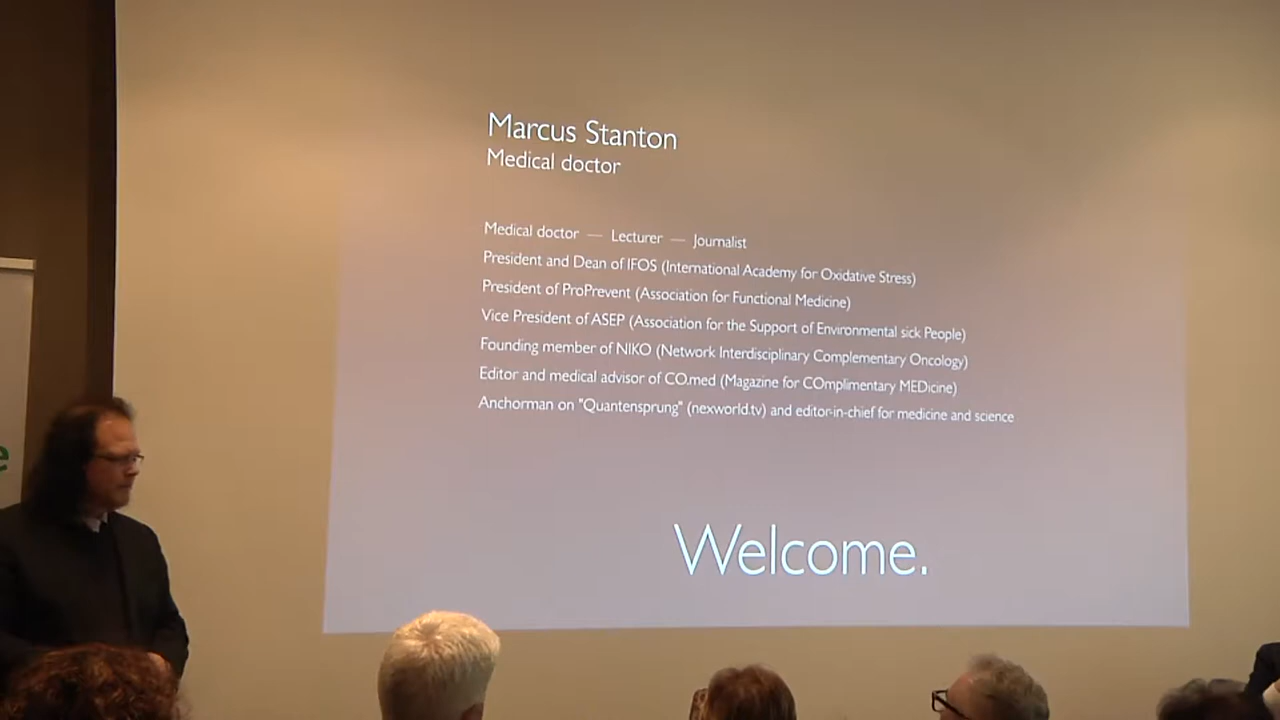 Marcus Stanton
Medical doctor
Medical doctor — Lecturer — Journalist
President and Dean of IFOS (International Academy for Oxidative Stress)
President of ProPrevent (Association for Functional Medicine)
Vice President of ASEP (Association for the Support of Environmental sick People)
Founding member of NIKO (Network Interdisciplinary Complementary Oncology)
Editor and medical advisor of CO.med (Magazine for COmplimentary MEDicine)
Anchorman on "Quantensprung" (nexworld.tv) and editor-in-chief for medicine and science
Welcome.